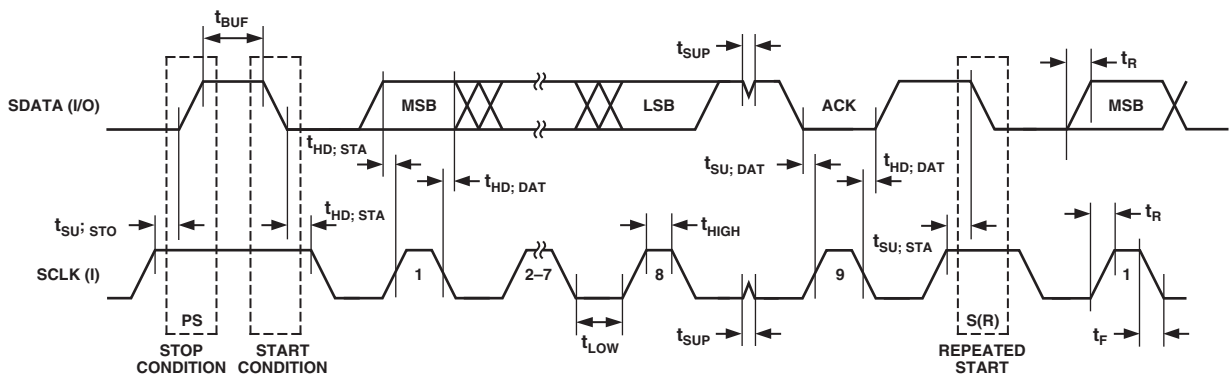 tBUF
tSUP
tR
SDATA (I/O)
MSB
LSB
ACK
MSB
tHD; STA
tHD; DAT
tSU; DAT
tHD; DAT
tSU; STO
tHD; STA
tHIGH
tSU; STA
tR
SCLK (I)
1
2–7
8
9
1
PS
S(R)
tLOW
tSUP
tF
STOP
CONDITION
START
CONDITION
REPEATED
START